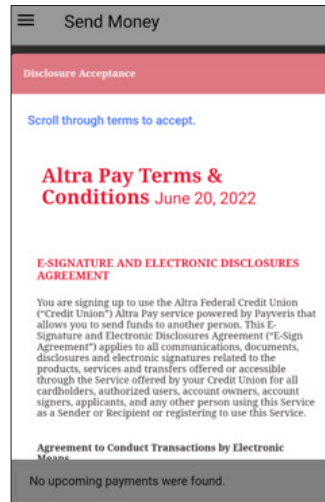 Send Money
Disclosure Acceptance
Scroll through terms to accept.
Altra Pay Terms &
Conditions June 20, 2022
E-SIGNATURE AND ELECTRONIC DISCLOSURES
AGREEMENT
You are signing up to use the Altra Federal Credit Union
("Credit Union") Altra Pay service powered by Payveris that
allows you to send funds to another person. This E-
Signature and Electronic Disclosures Agreement ("E-Sign
Agreement") applies to all communications, documents,
disclosures and electronic signatures related to the
products, services and transfers offered or accessible
through the Service offered by your Credit Union for all
cardholders, authorized users, account owners, account
signers, applicants, and any other person using this Service
as a Sender or Recipient or registering to use this Service.
Agreement to Conduct Transactions by Electronic
Means
No upcoming payments were found.